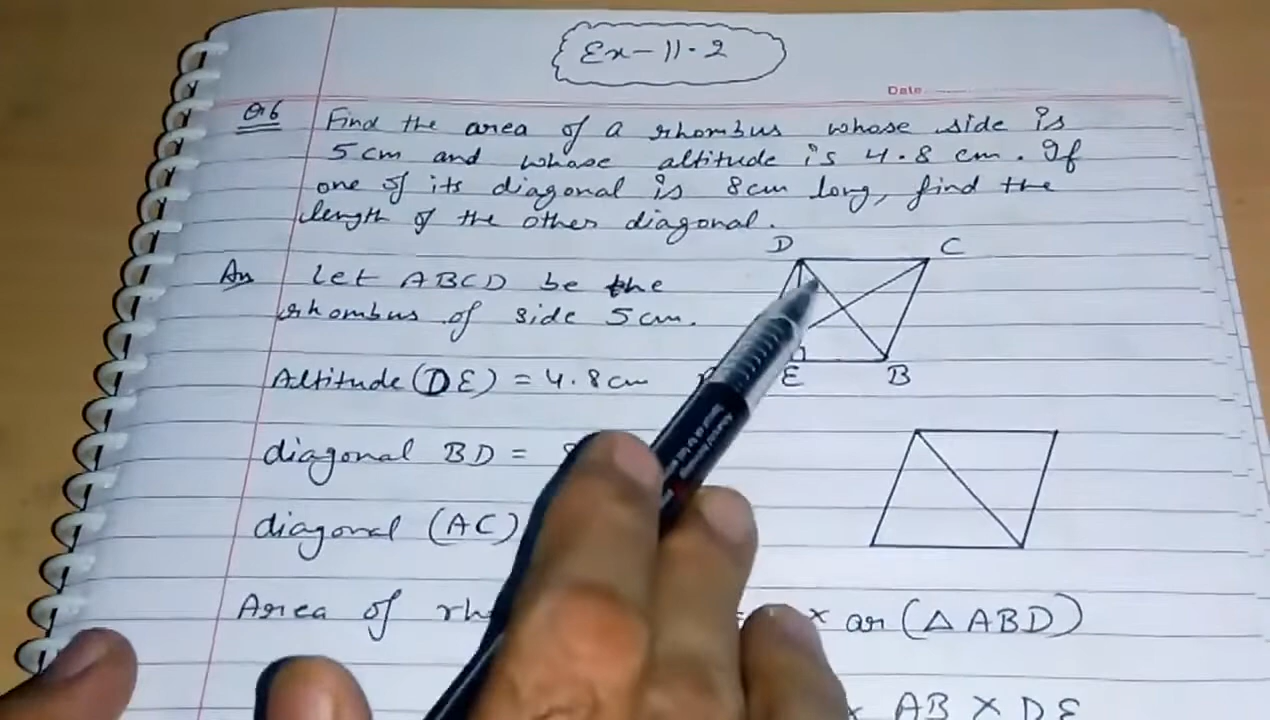 Ex-11.2
Date
Q6 Find the area of a rhombus whose side is
5 cm and whose altitude is 4.8 cm. If
one of its diagonal is 8cm long, find the
length of the other diagonal.
D C
An Let ABCD be the
rhombus of side 5cm.
E B
Altitude (DE) = 4.8cm
diagonal BD =
diagonal (AC)
Area of = × ar (△ ABD)
× AB × DE